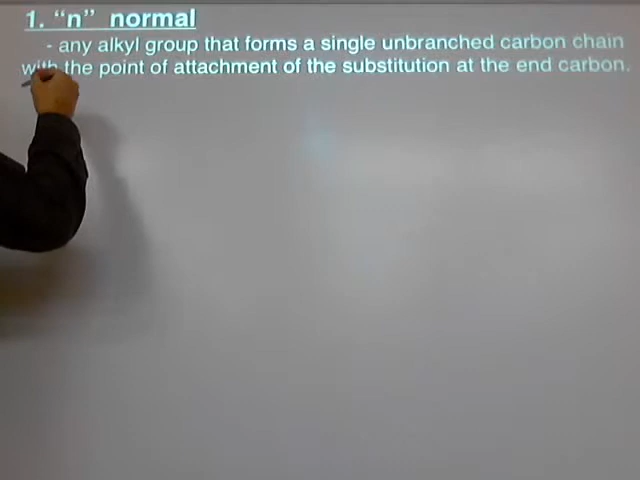 1. “n” normal
- any alkyl group that forms a single unbranched carbon chain
with the point of attachment of the substitution at the end carbon.